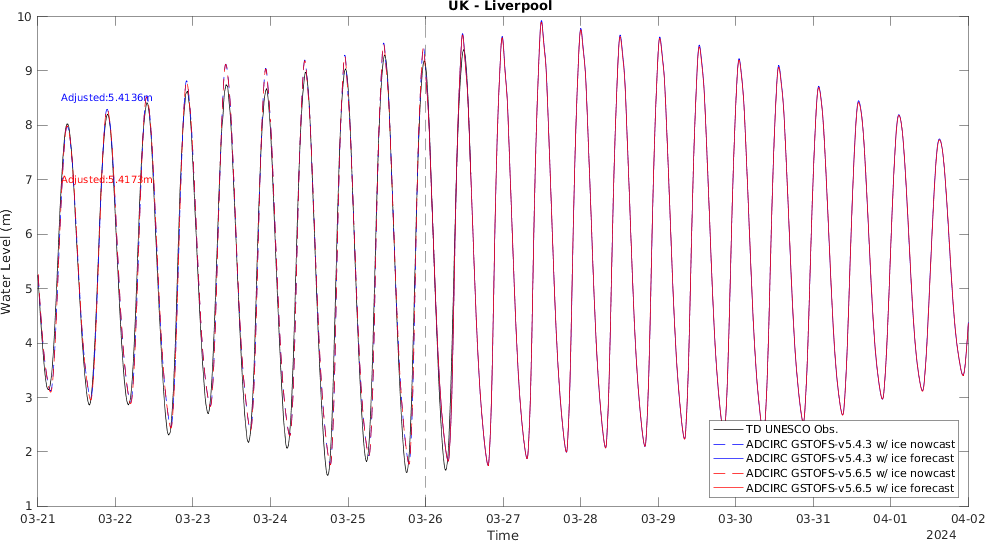 UK - Liverpool
10
9
8
7
6
5
4
3
2
1
Water Level (m)
Adjusted:5.4136m
Adjusted:5.4173m
TD UNESCO Obs.
ADCIRC GSTOFS-v5.4.3 w/ ice nowcast
ADCIRC GSTOFS-v5.4.3 w/ ice forecast
ADCIRC GSTOFS-v5.6.5 w/ ice nowcast
ADCIRC GSTOFS-v5.6.5 w/ ice forecast
03-21 03-22 03-23 03-24 03-25 03-26 03-27 03-28 03-29 03-30 03-31 04-01 04-02
Time
2024